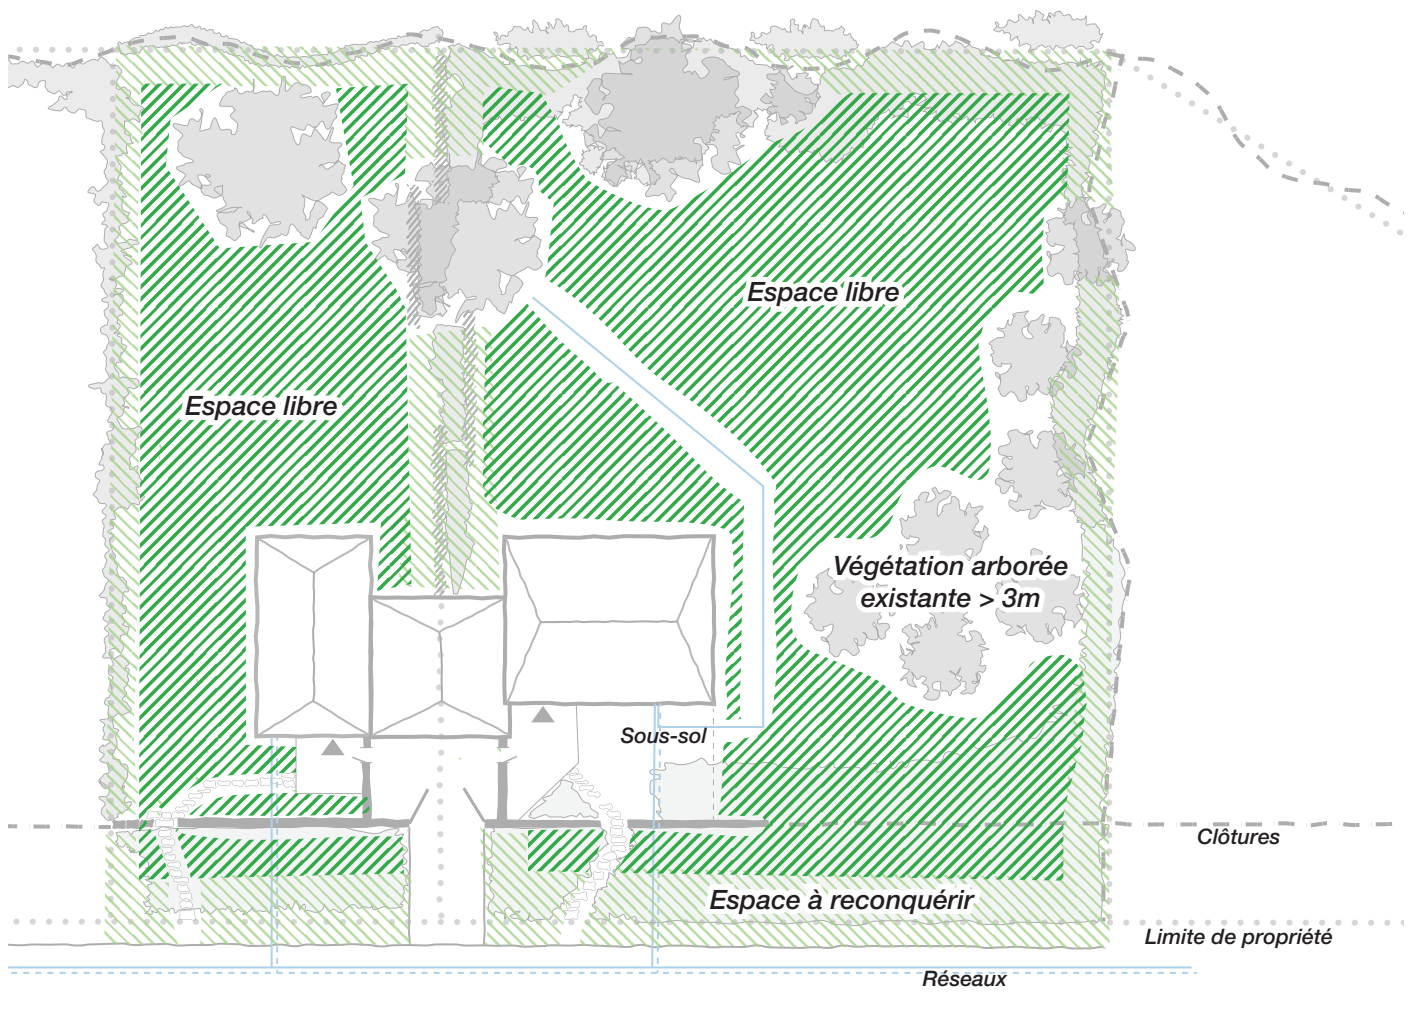 Espace libre
Espace libre
Végétation arborée
existante > 3m
Sous-sol
Clôtures
Espace à reconquérir
Limite de propriété
Réseaux